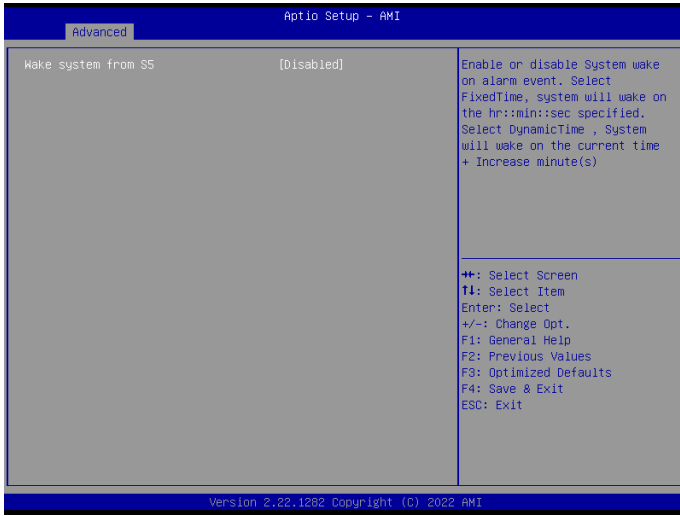 Aptio Setup – AMI
Advanced
Wake system from S5 [Disabled]
Enable or disable System wake
on alarm event. Select
FixedTime, system will wake on
the hr::min::sec specified.
Select DynamicTime , System
will wake on the current time
+ Increase minute(s)
→←: Select Screen
↑↓: Select Item
Enter: Select
+/-: Change Opt.
F1: General Help
F2: Previous Values
F3: Optimized Defaults
F4: Save & Exit
ESC: Exit
Version 2.22.1282 Copyright (C) 2022 AMI